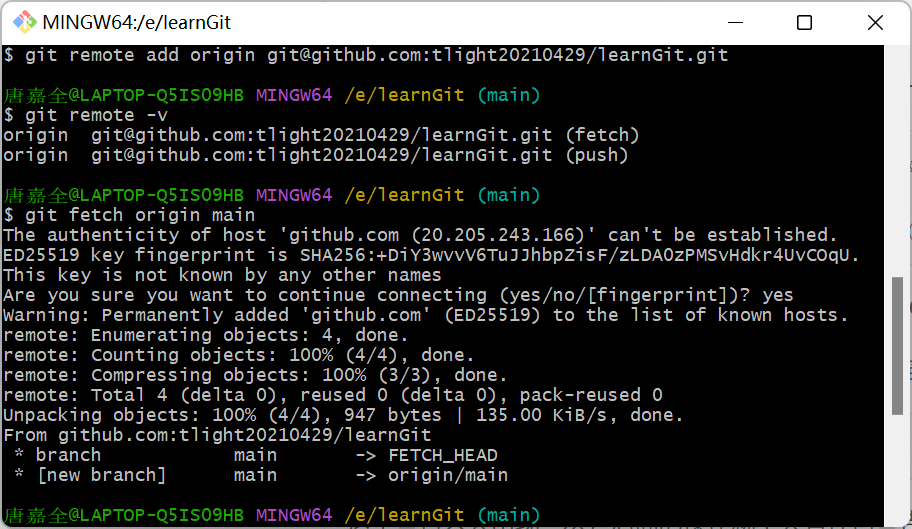 MINGW64:/e/learnGit
$ git remote add origin git@github.com:tlight20210429/learnGit.git
唐嘉全@LAPTOP-Q5IS09HB MINGW64 /e/learnGit (main)
$ git remote -v
origin  git@github.com:tlight20210429/learnGit.git (fetch)
origin  git@github.com:tlight20210429/learnGit.git (push)
唐嘉全@LAPTOP-Q5IS09HB MINGW64 /e/learnGit (main)
$ git fetch origin main
The authenticity of host 'github.com (20.205.243.166)' can't be established.
ED25519 key fingerprint is SHA256:+DiY3wvvV6TuJJhbpZisF/zLDA0zPMSvHdkr4UvCOqU.
This key is not known by any other names
Are you sure you want to continue connecting (yes/no/[fingerprint])? yes
Warning: Permanently added 'github.com' (ED25519) to the list of known hosts.
remote: Enumerating objects: 4, done.
remote: Counting objects: 100% (4/4), done.
remote: Compressing objects: 100% (3/3), done.
remote: Total 4 (delta 0), reused 0 (delta 0), pack-reused 0
Unpacking objects: 100% (4/4), 947 bytes | 135.00 KiB/s, done.
From github.com:tlight20210429/learnGit
 * branch            main       -> FETCH_HEAD
 * [new branch]      main       -> origin/main
唐嘉全@LAPTOP-Q5IS09HB MINGW64 /e/learnGit (main)